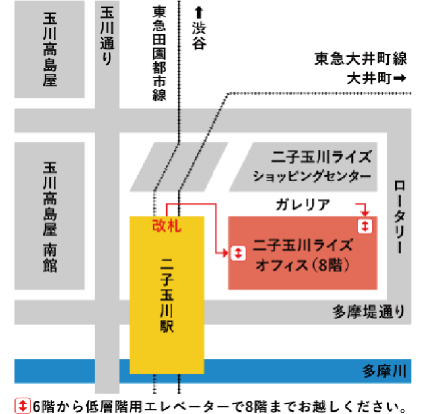 玉川高島屋
玉川通り
東急田園都市線
↑渋谷
東急大井町線
大井町→
二子玉川ライズ
ショッピングセンター
玉川高島屋 南館
ロータリー
ガレリア
改札
二子玉川ライズ
オフィス(8階)
二子玉川駅
多摩堤通り
多摩川
6階から低層階用エレベーターで8階までお越しください。